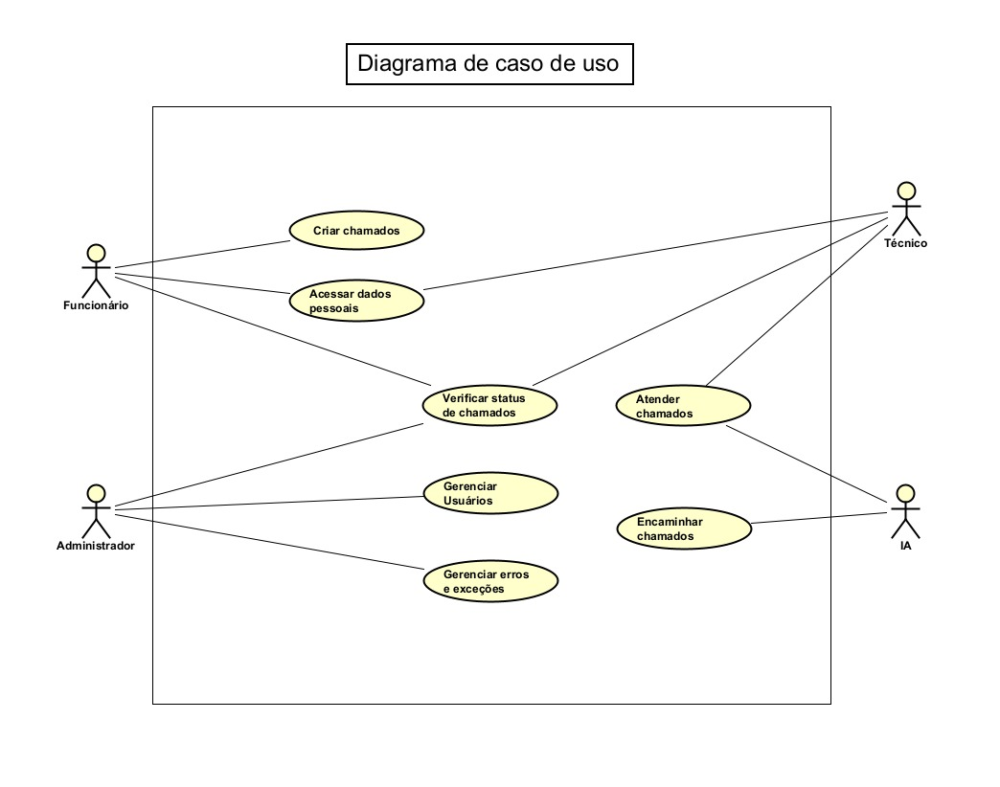 Diagrama de caso de uso
Criar chamados
Técnico
Funcionário
Acessar dados
pessoais
Verificar status
de chamados
Atender
chamados
Gerenciar
Usuários
Encaminhar
chamados
Administrador
IA
Gerenciar erros
e exceções